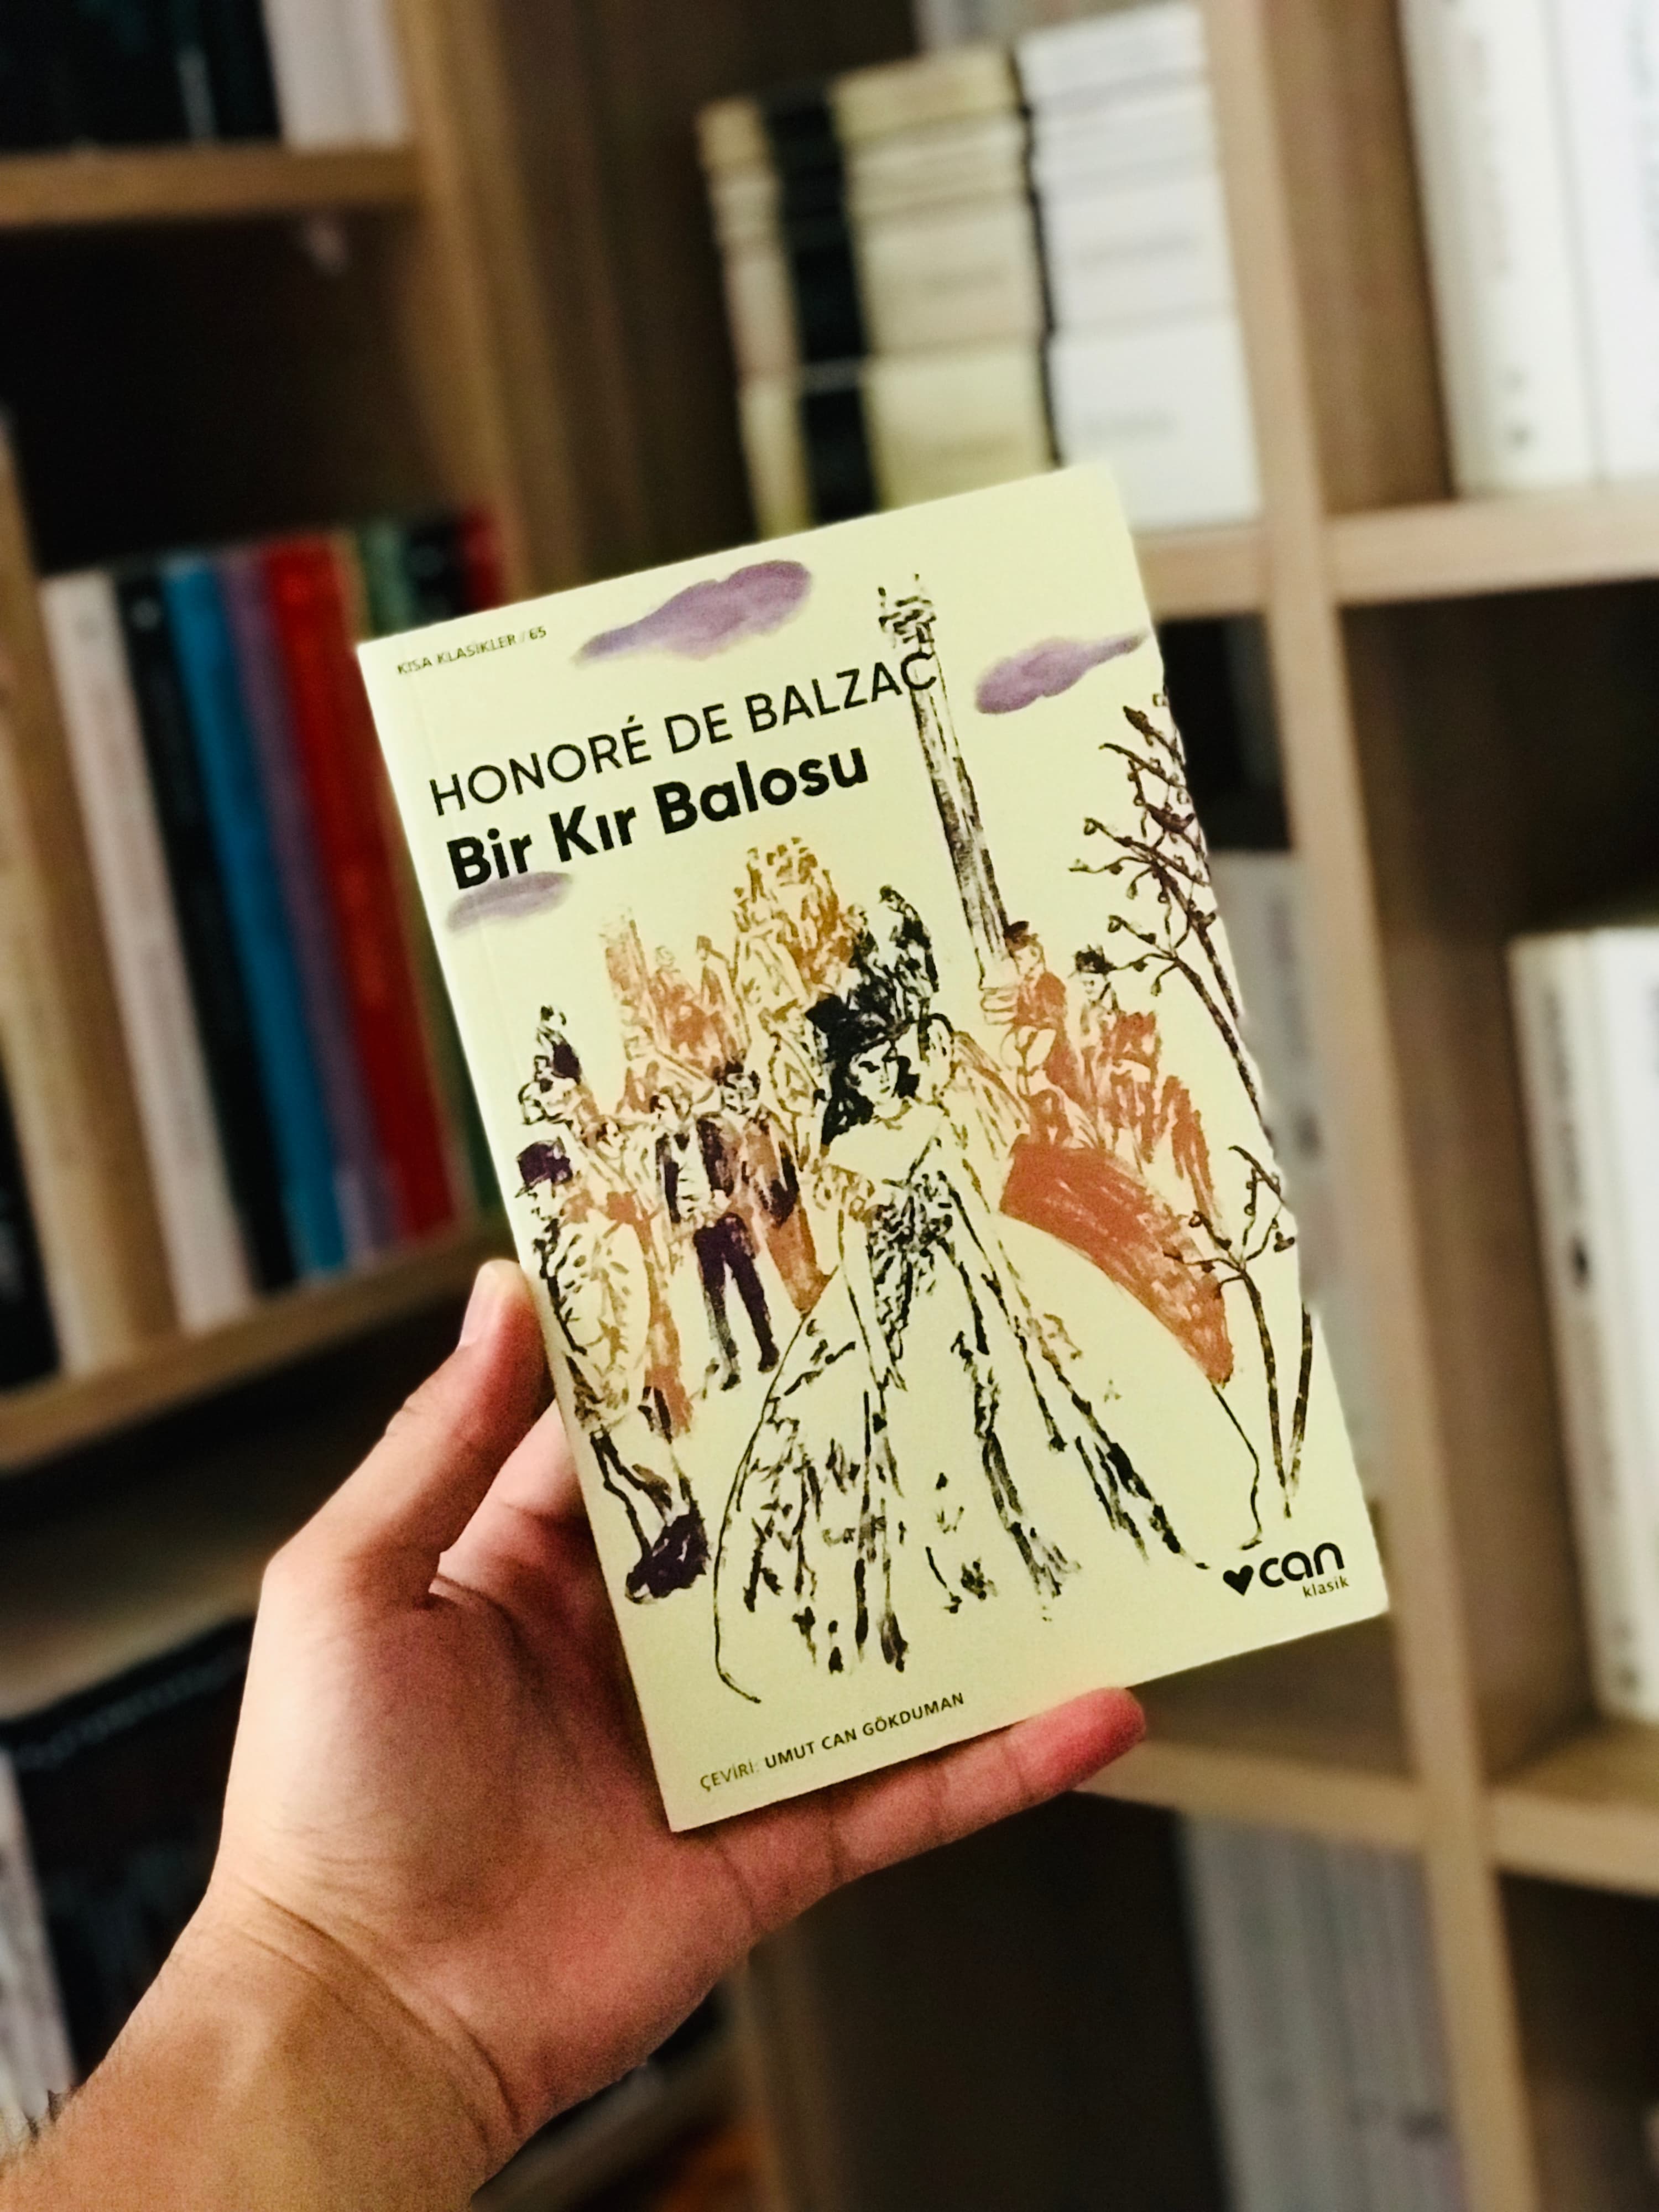 KISA KLASİKLER / 65
HONORÉ DE BALZAC
Bir Kır Balosu
can
klasik
ÇEVİRİ: UMUT CAN GÖKDUMAN